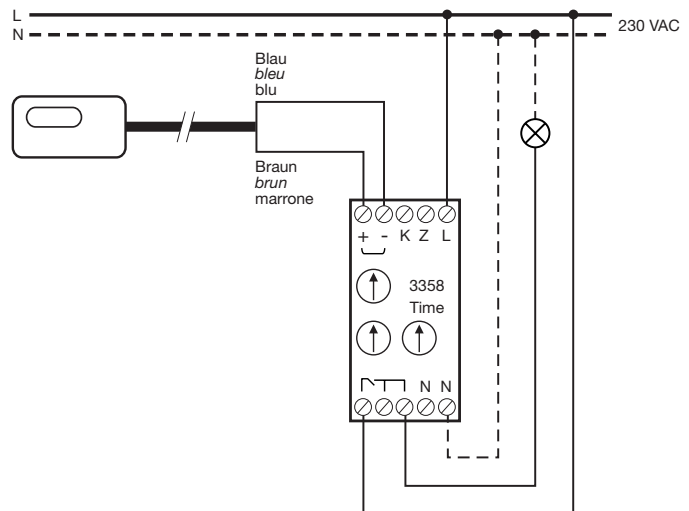 L
N
230 VAC
Blau
bleu
blu
Braun
brun
marrone
+ - K Z L
3358
Time
N N